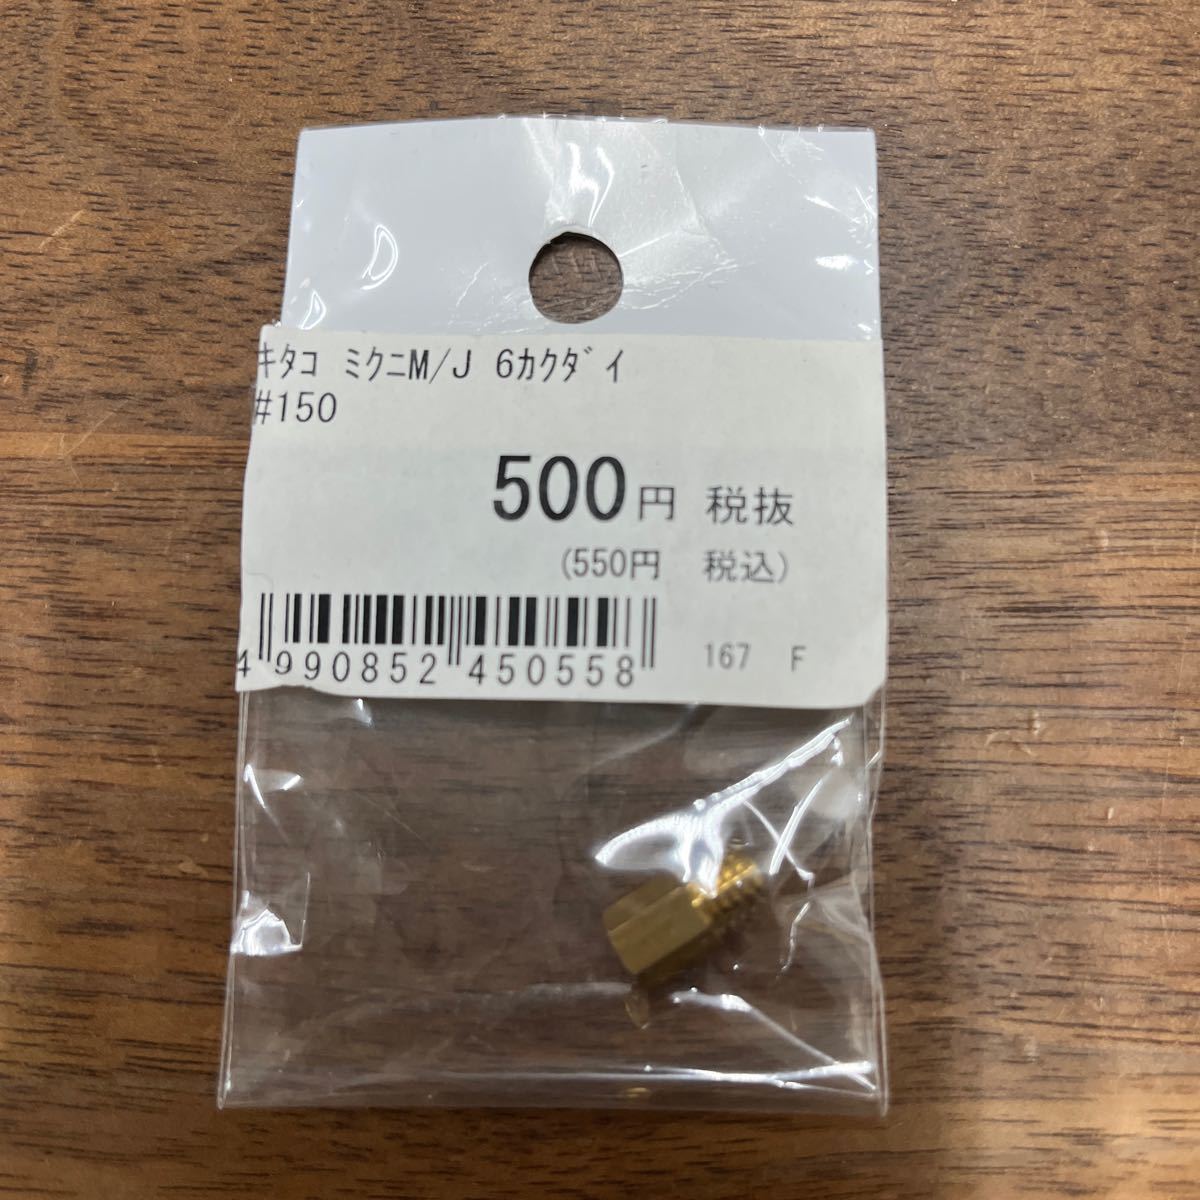 ｷﾀｺ ﾐｸﾆM/J 6ｶｸﾀﾞｲ
#150
500円 税抜
(550円 税込)
4 990852 450558
167 F